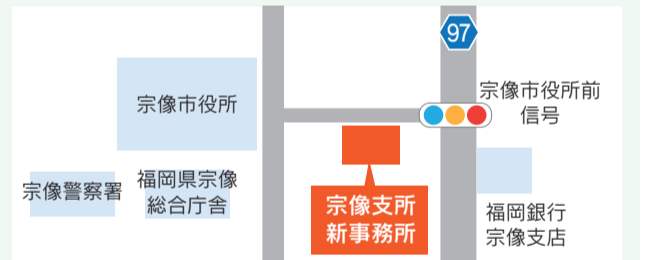 97
宗像市役所前
信号
宗像市役所
宗像警察署
福岡県宗像
総合庁舎
宗像支所
新事務所
福岡銀行
宗像支店